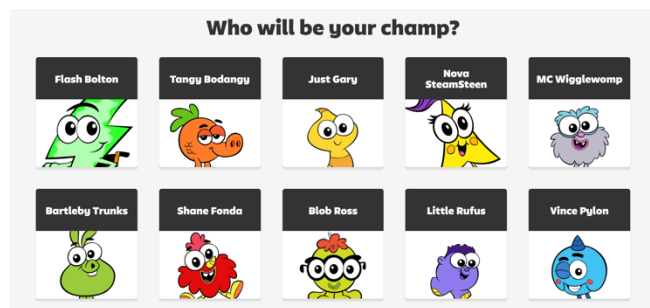 Who will be your champ?
Flash Bolton
Tangy Bodangy
Just Gary
Nova
SteamSteen
MC Wigglewomp
Bartleby Trunks
Shane Fonda
Blob Ross
Little Rufus
Vince Pylon